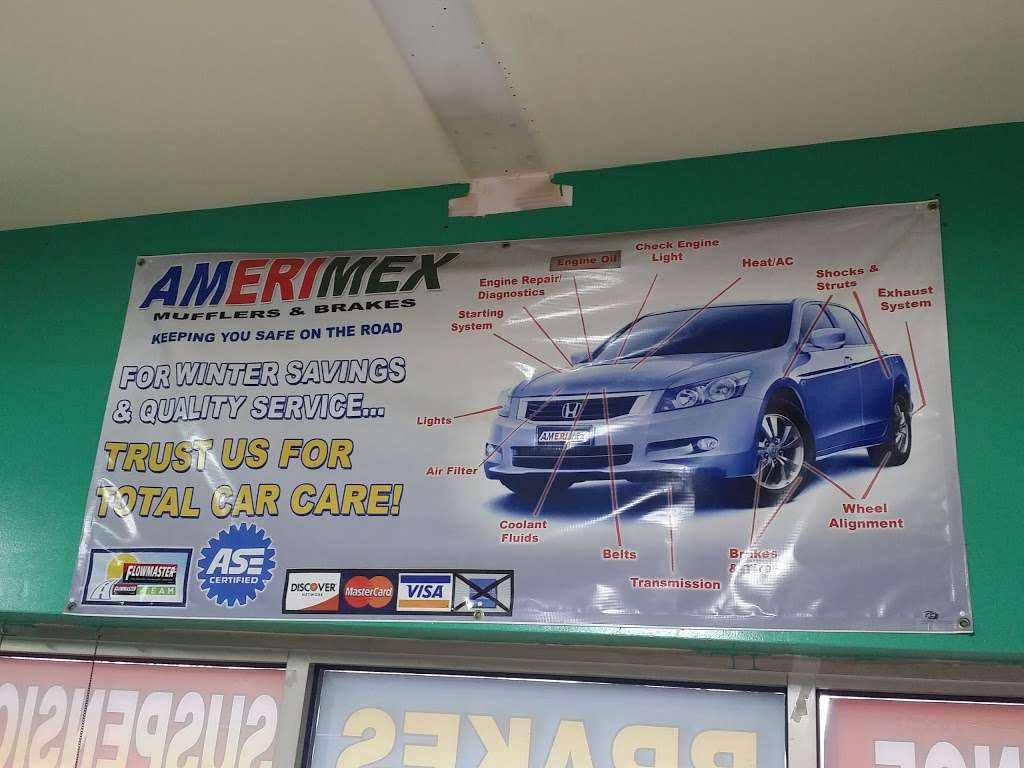 AMERIMEX
MUFFLERS & BRAKES
KEEPING YOU SAFE ON THE ROAD
FOR WINTER SAVINGS
& QUALITY SERVICE...
TRUST US FOR
TOTAL CAR CARE!
FLOWMASTER
ASE
CERTIFIED
DISCOVER
NETWORK
MasterCard
VISA
Check Engine
Light
Engine Oil
Heat/AC
Engine Repair/
Diagnostics
Shocks &
Struts
Exhaust
System
Starting
System
Lights
AMERIMEX
Air Filter
Coolant
Fluids
Belts
Transmission
Brakes
&
Wheel
Alignment
SUSPENSIO
BRAKES